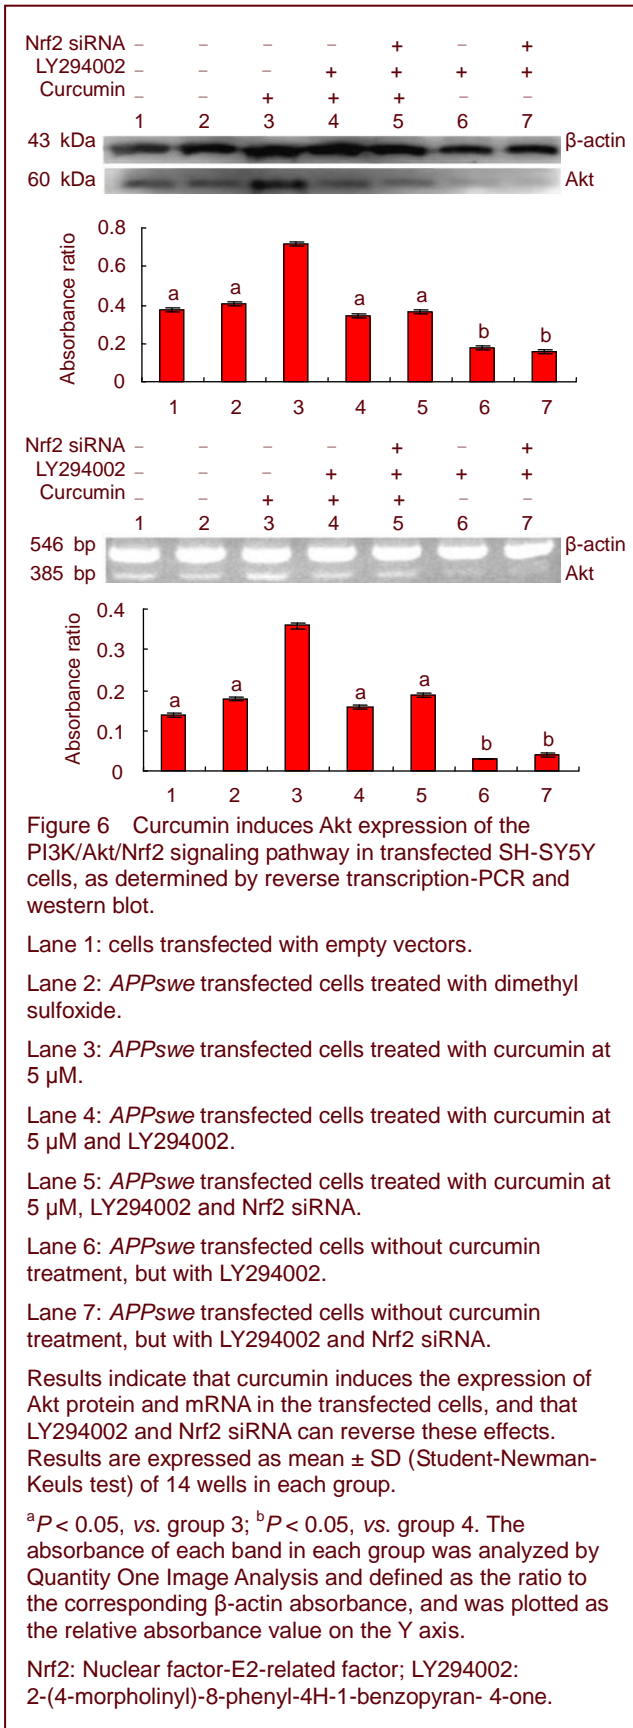 Nrf2 siRNA – – – – + – +
LY294002 – – – + + + +
Curcumin – – + + + – –
1 2 3 4 5 6 7
43 kDa β-actin
60 kDa Akt
Absorbance ratio
0.8
0.6
0.4
0.2
0
a a a a b b
1 2 3 4 5 6 7
Nrf2 siRNA – – – – + – +
LY294002 – – – + + + +
Curcumin – – + + + – –
1 2 3 4 5 6 7
546 bp β-actin
385 bp Akt
Absorbance ratio
0.4
0.3
0.2
0.1
0
a a a a b b
1 2 3 4 5 6 7
Figure 6 Curcumin induces Akt expression of the
PI3K/Akt/Nrf2 signaling pathway in transfected SH-SY5Y
cells, as determined by reverse transcription-PCR and
western blot.
Lane 1: cells transfected with empty vectors.
Lane 2: APPswe transfected cells treated with dimethyl
sulfoxide.
Lane 3: APPswe transfected cells treated with curcumin at
5 μM.
Lane 4: APPswe transfected cells treated with curcumin at
5 μM and LY294002.
Lane 5: APPswe transfected cells treated with curcumin at
5 μM, LY294002 and Nrf2 siRNA.
Lane 6: APPswe transfected cells without curcumin
treatment, but with LY294002.
Lane 7: APPswe transfected cells without curcumin
treatment, but with LY294002 and Nrf2 siRNA.
Results indicate that curcumin induces the expression of
Akt protein and mRNA in the transfected cells, and that
LY294002 and Nrf2 siRNA can reverse these effects.
Results are expressed as mean ± SD (Student-Newman-
Keuls test) of 14 wells in each group.
aP < 0.05, vs. group 3; bP < 0.05, vs. group 4. The
absorbance of each band in each group was analyzed by
Quantity One Image Analysis and defined as the ratio to
the corresponding β-actin absorbance, and was plotted as
the relative absorbance value on the Y axis.
Nrf2: Nuclear factor-E2-related factor; LY294002:
2-(4-morpholinyl)-8-phenyl-4H-1-benzopyran- 4-one.